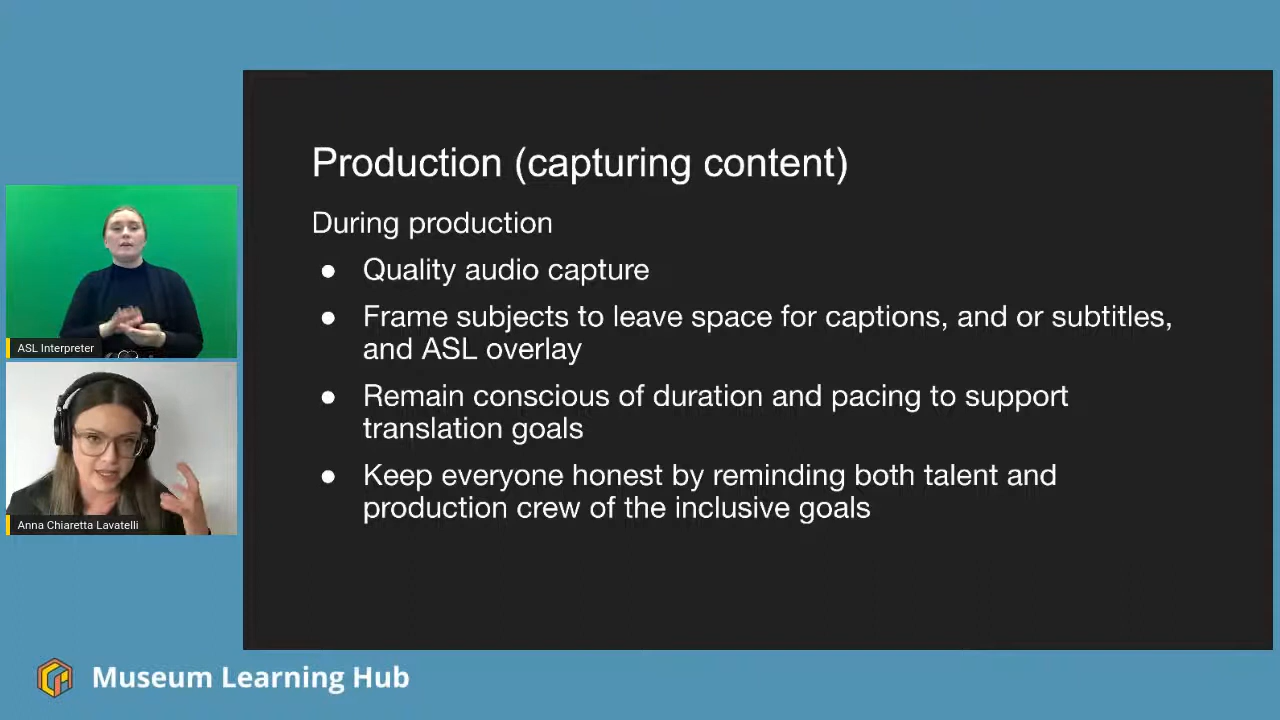 Production (capturing content)
During production
● Quality audio capture
● Frame subjects to leave space for captions, and or subtitles,
and ASL overlay
● Remain conscious of duration and pacing to support
translation goals
● Keep everyone honest by reminding both talent and
production crew of the inclusive goals
ASL Interpreter
Anna Chiaretta Lavatelli
Museum Learning Hub